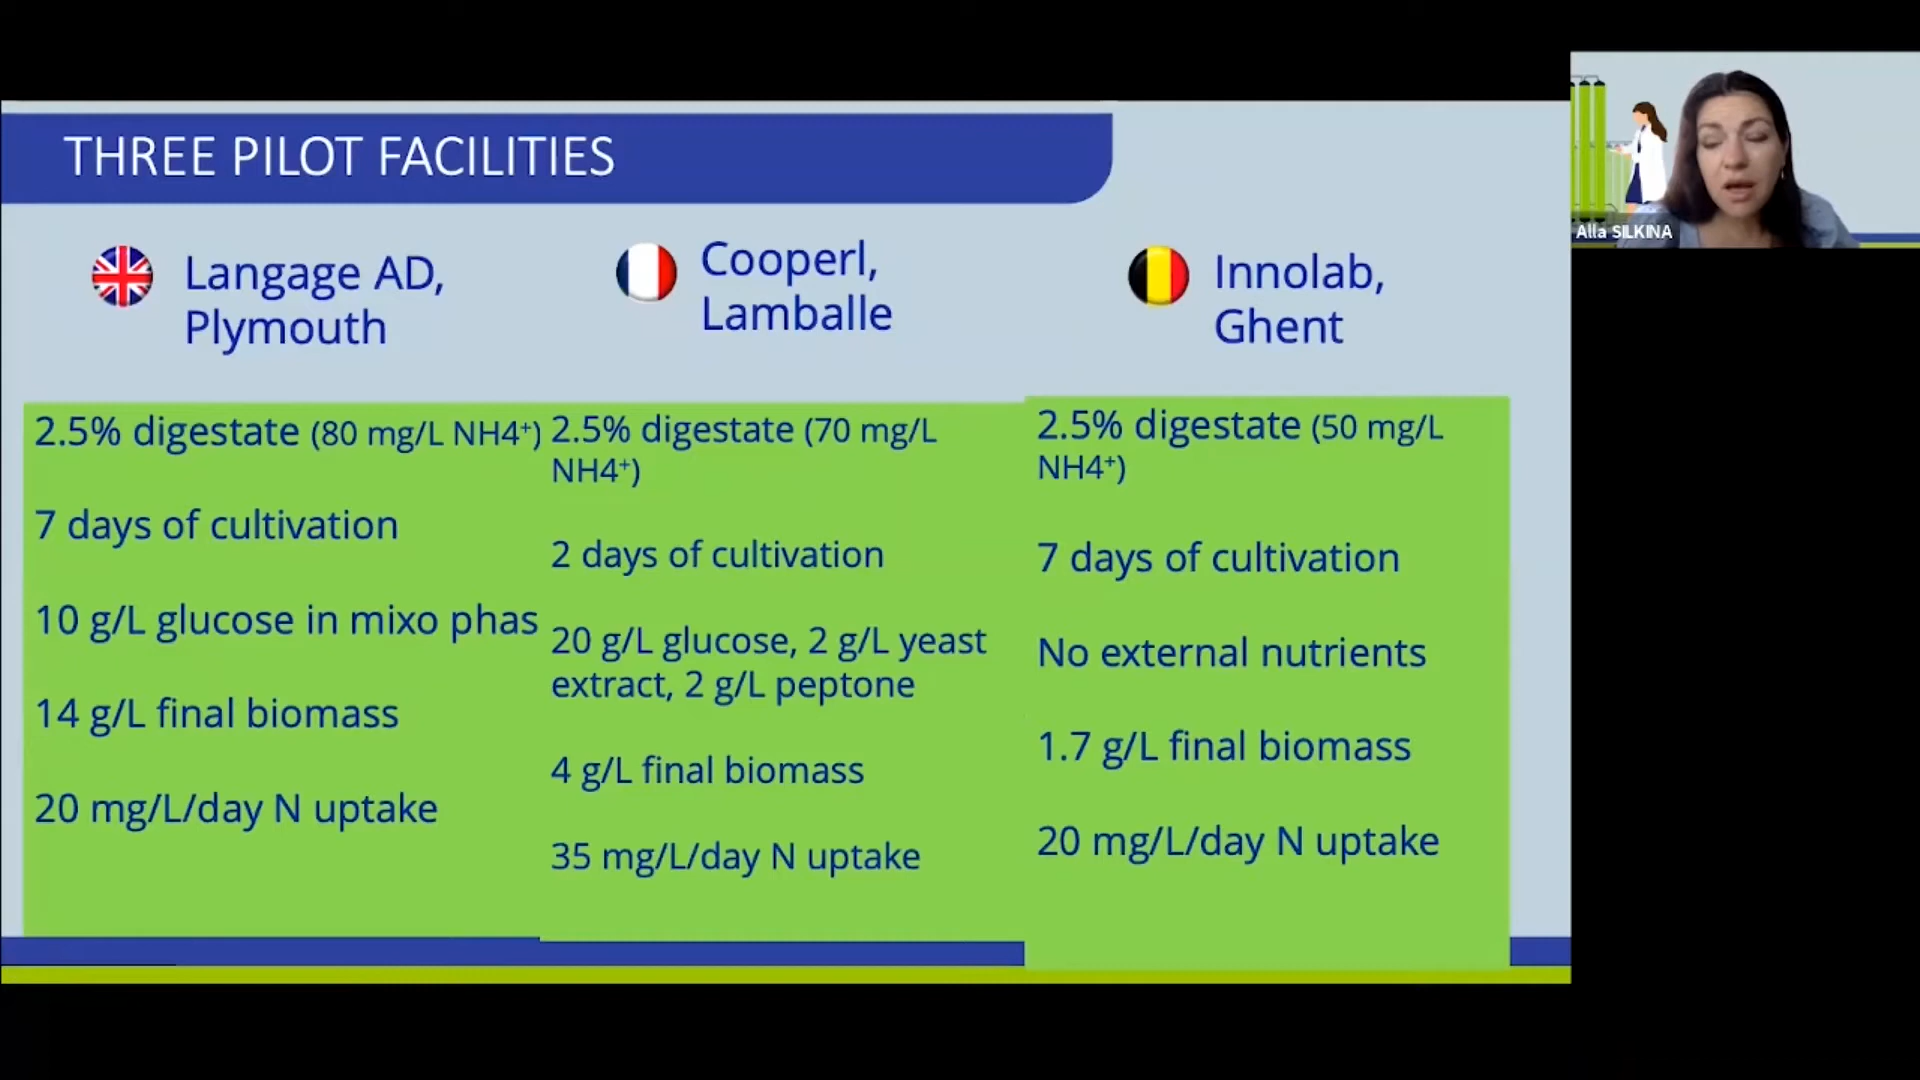 THREE PILOT FACILITIES
Langage AD,
Plymouth
Cooperl,
Lamballe
Innolab,
Ghent
2.5% digestate (80 mg/L NH4⁺)
7 days of cultivation
10 g/L glucose in mixo phas
14 g/L final biomass
20 mg/L/day N uptake
2.5% digestate (70 mg/L
NH4⁺)
2 days of cultivation
20 g/L glucose, 2 g/L yeast
extract, 2 g/L peptone
4 g/L final biomass
35 mg/L/day N uptake
2.5% digestate (50 mg/L
NH4⁺)
7 days of cultivation
No external nutrients
1.7 g/L final biomass
20 mg/L/day N uptake
Alla SILKINA